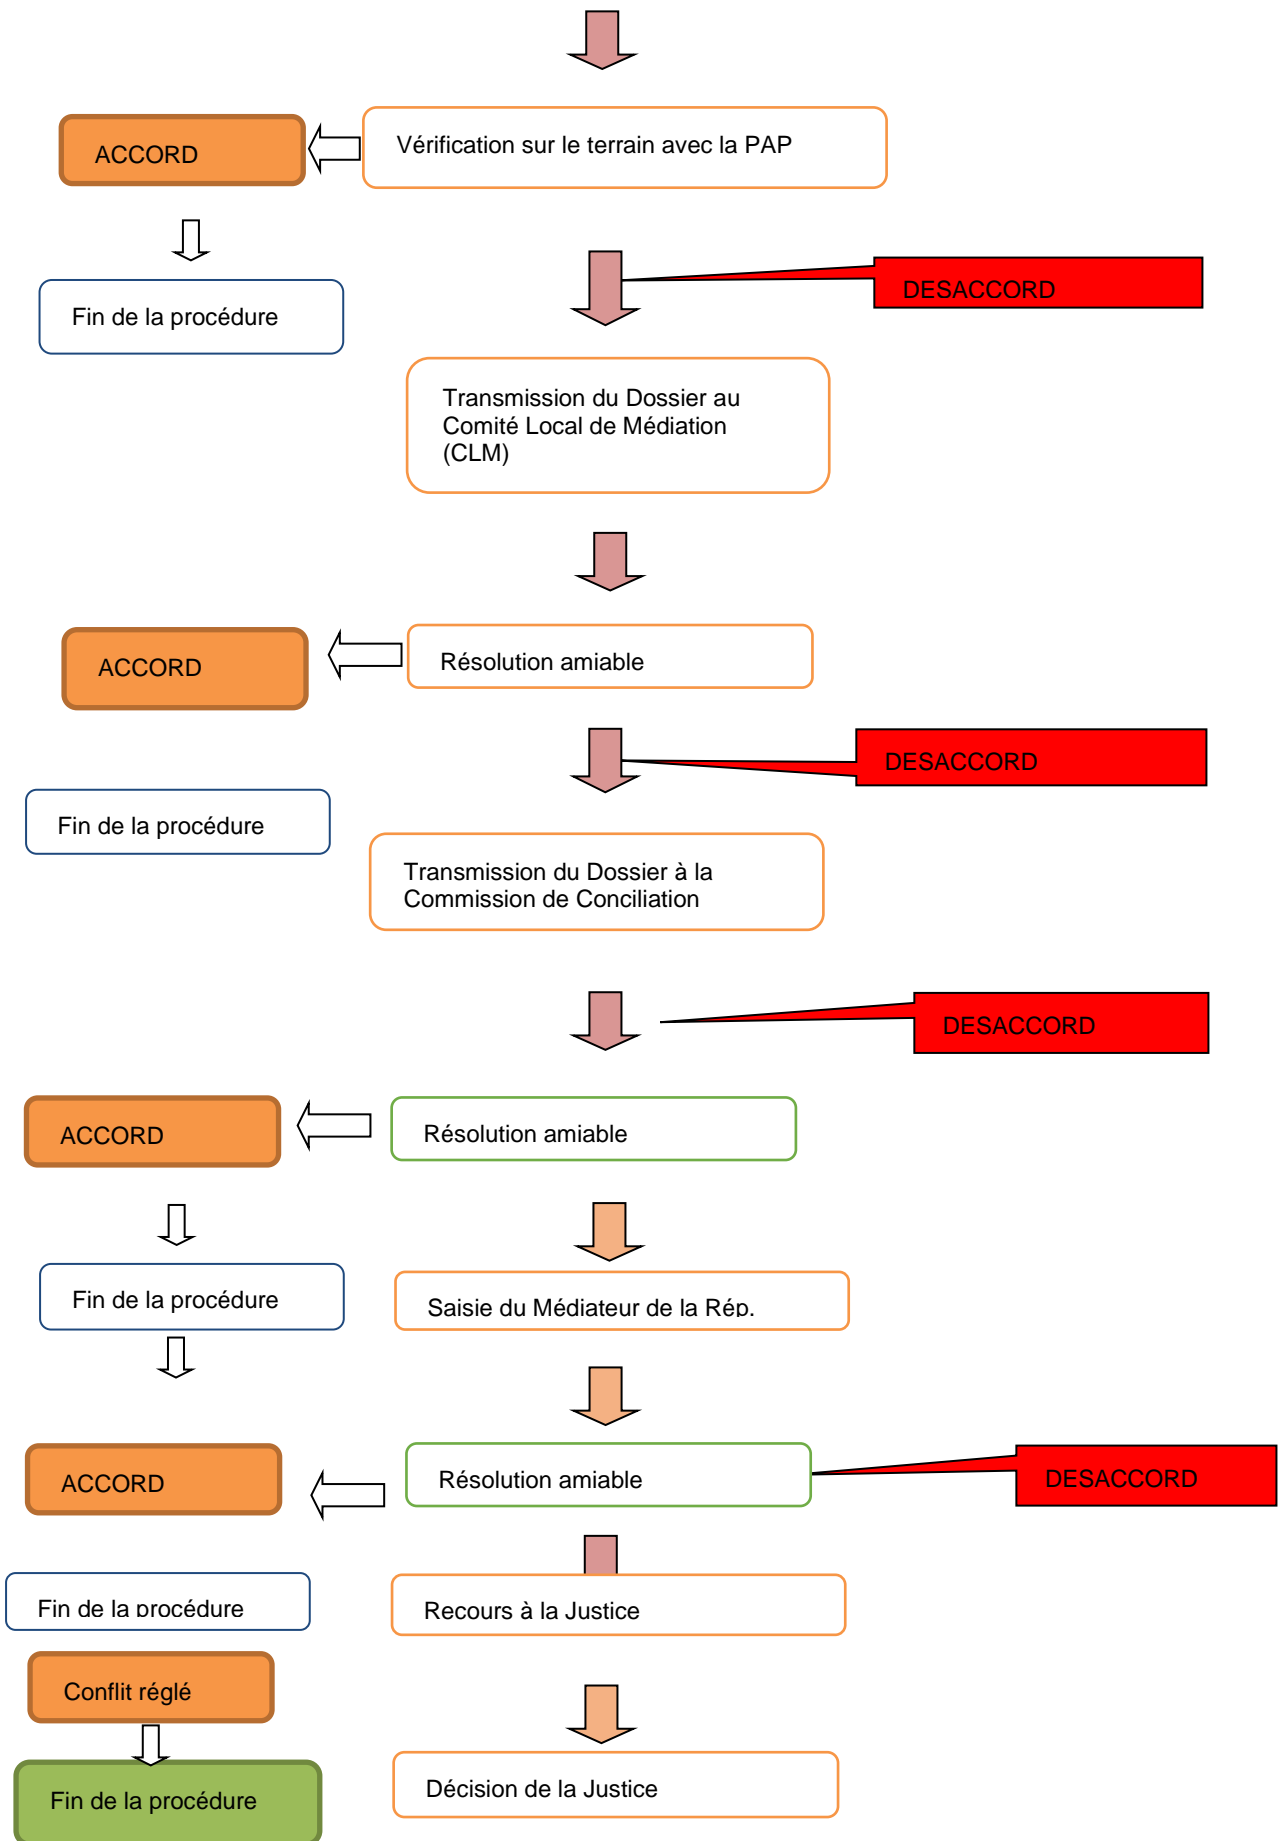 ACCORD
Vérification sur le terrain avec la PAP
Fin de la procédure
DESACCORD
Transmission du Dossier au
Comité Local de Médiation
(CLM)
ACCORD
Résolution amiable
DESACCORD
Fin de la procédure
Transmission du Dossier à la
Commission de Conciliation
DESACCORD
ACCORD
Résolution amiable
Fin de la procédure
Saisie du Médiateur de la Rép.
ACCORD
Résolution amiable
DESACCORD
Fin de la procédure
Recours à la Justice
Conflit réglé
Fin de la procédure
Décision de la Justice